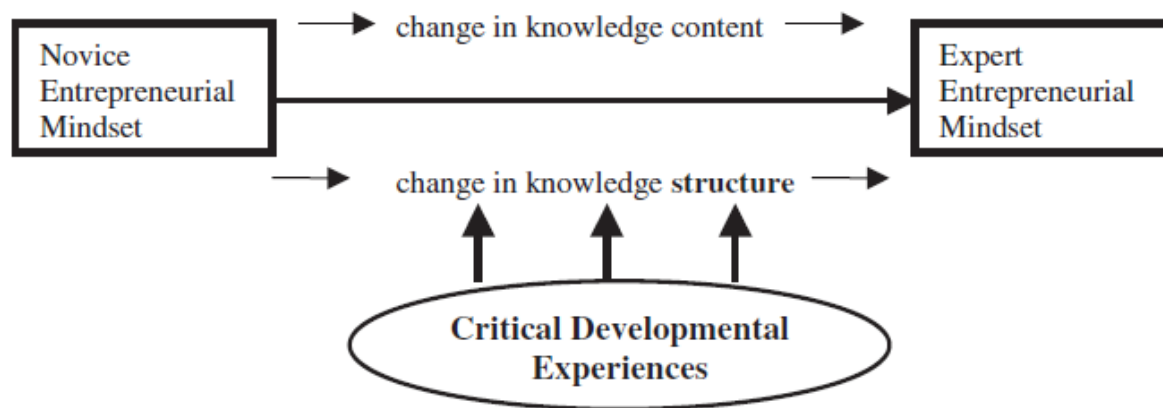 change in knowledge content
Novice
Entrepreneurial
Mindset
Expert
Entrepreneurial
Mindset
change in knowledge structure
Critical Developmental
Experiences